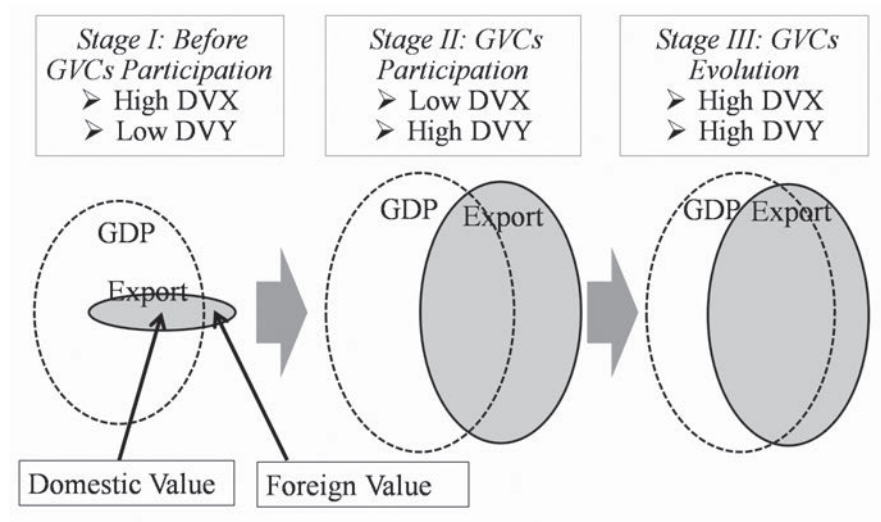 Stage I: Before
GVCs Participation
➢ High DVX
➢ Low DVY
Stage II: GVCs
Participation
➢ Low DVX
➢ High DVY
Stage III: GVCs
Evolution
➢ High DVX
➢ High DVY
GDP
Export
GDP
Export
GDP
Export
Domestic Value
Foreign Value